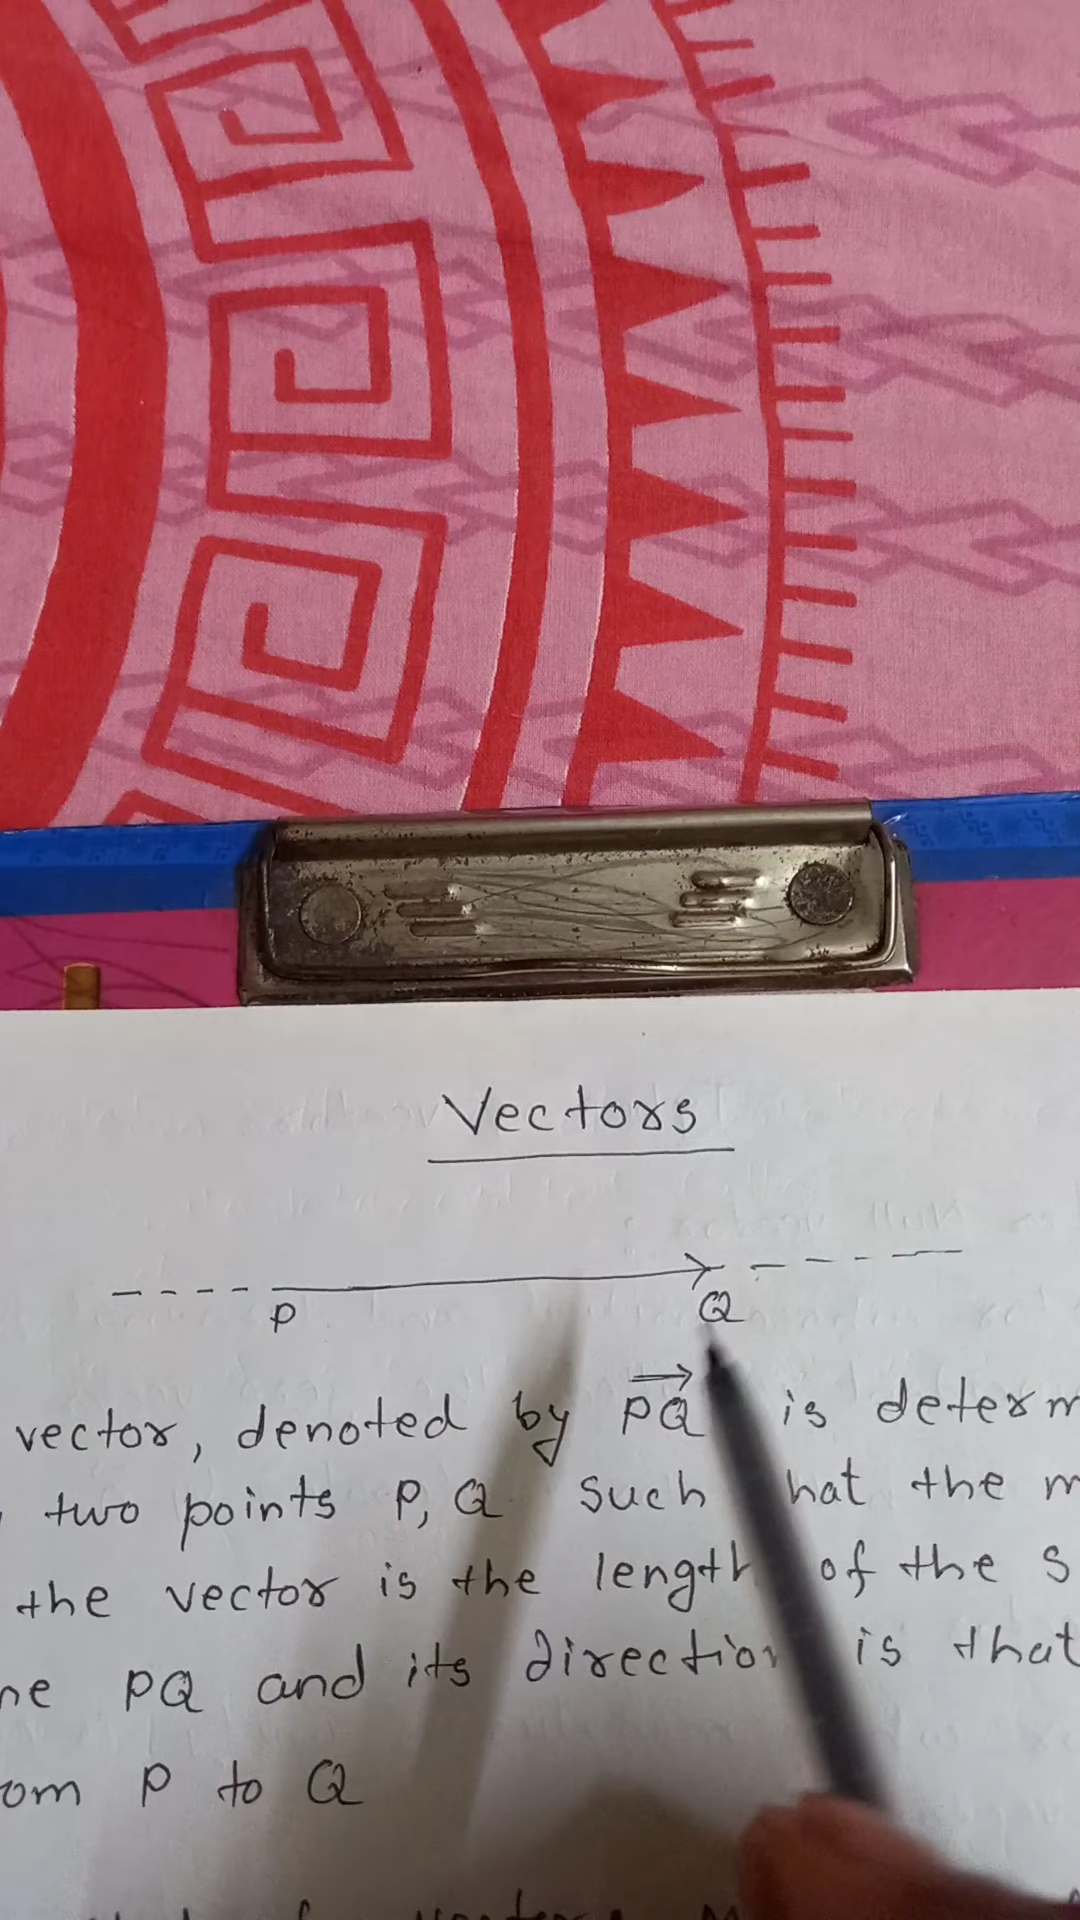 Vectors
P Q
vector, denoted by PQ is determ
two points P, Q such hat the m
the vector is the length of the s
ne PQ and its direction is that
om P to Q